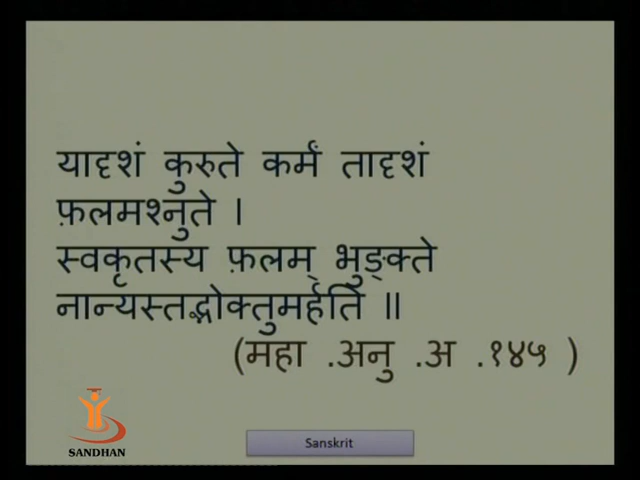 यादृशं कुरुते कर्मं तादृशं
फ़लमश्नुते ।
स्वकृतस्य फ़लम् भुङ्क्ते
नान्यस्तद्भोक्तुमर्हति ॥
(महा .अनु .अ .१४५ )
SANDHAN
Sanskrit